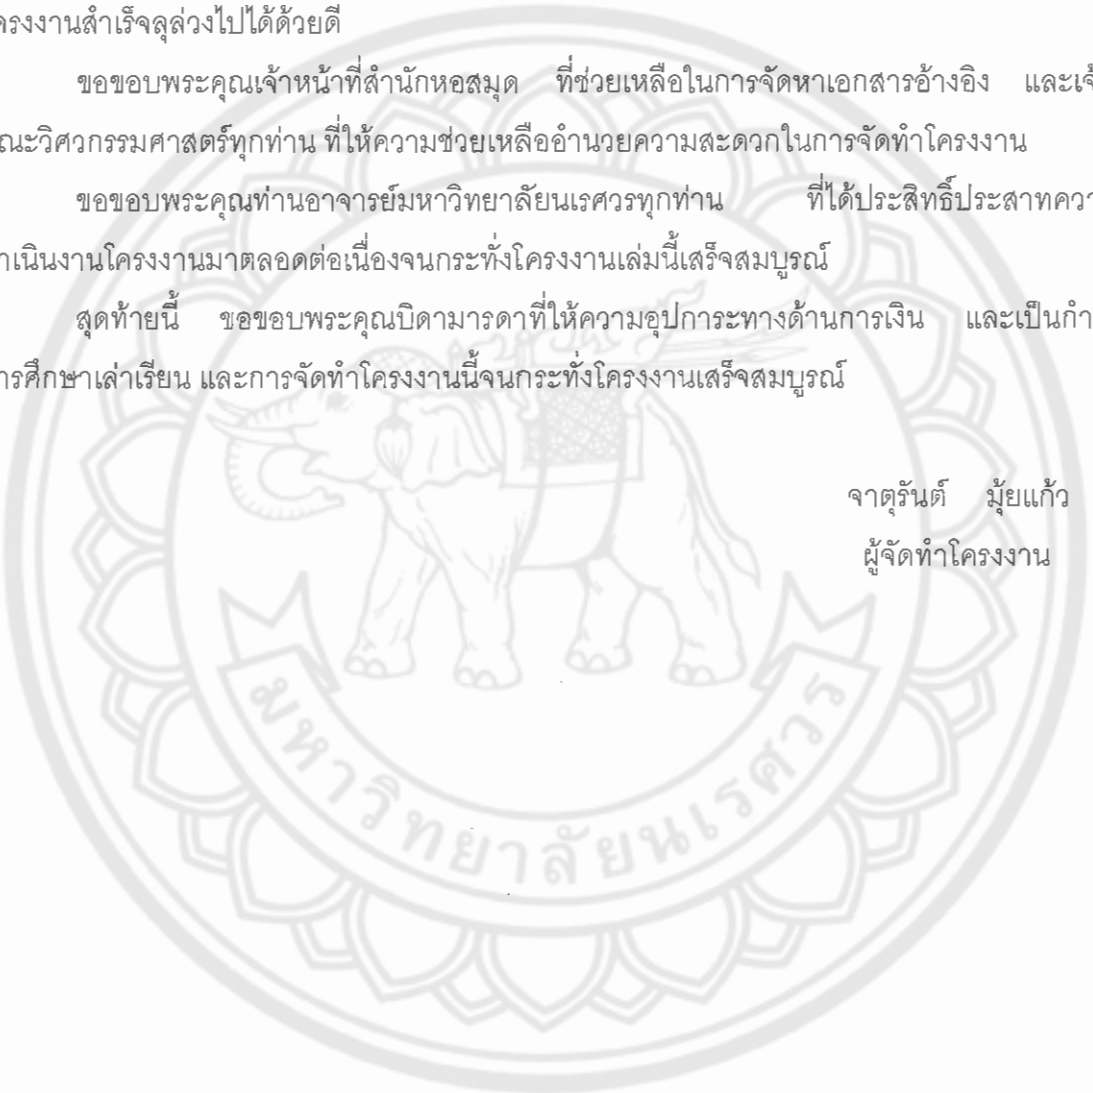 ครงงานสำเร็จลุล่วงไปได้ด้วยดี
ขอขอบพระคุณเจ้าหน้าที่สำนักหอสมุด ที่ช่วยเหลือในการจัดหาเอกสารอ้างอิง และเจ้
ณะวิศวกรรมศาสตร์ทุกท่าน ที่ให้ความช่วยเหลืออำนวยความสะดวกในการจัดทำโครงงาน
ขอขอบพระคุณท่านอาจารย์มหาวิทยาลัยนเรศวรทุกท่าน ที่ได้ประสิทธิ์ประสาทควา
าเนินงานโครงงานมาตลอดต่อเนื่องจนกระทั่งโครงงานเล่มนี้เสร็จสมบูรณ์
สุดท้ายนี้ ขอขอบพระคุณบิดามารดาที่ให้ความอุปการะทางด้านการเงิน และเป็นกำ
ารศึกษาเล่าเรียน และการจัดทำโครงงานนี้จนกระทั่งโครงงานเสร็จสมบูรณ์
จาตุรันต์ มุ้ยแก้ว
ผู้จัดทำโครงงาน
มหาวิทยาลัยนเรศวร